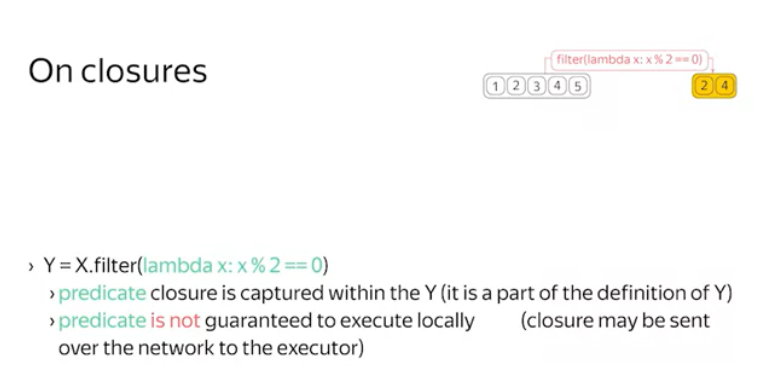 On closures
filter(lambda x: x % 2 == 0)
1 2 3 4 5
2 4
› Y = X.filter(lambda x: x % 2 == 0)
› predicate closure is captured within the Y (it is a part of the definition of Y)
› predicate is not guaranteed to execute locally (closure may be sent
over the network to the executor)